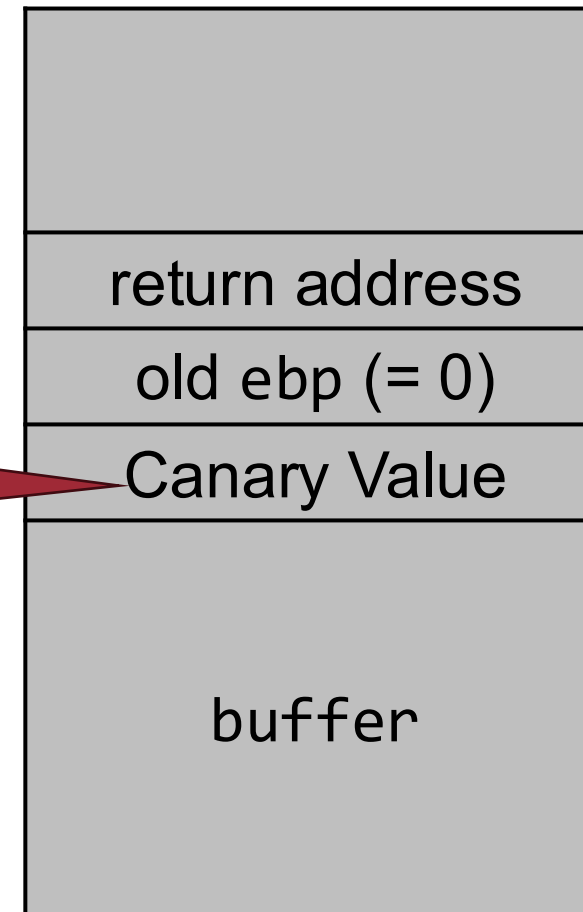 return address
old ebp (= 0)
Canary Value
buffer